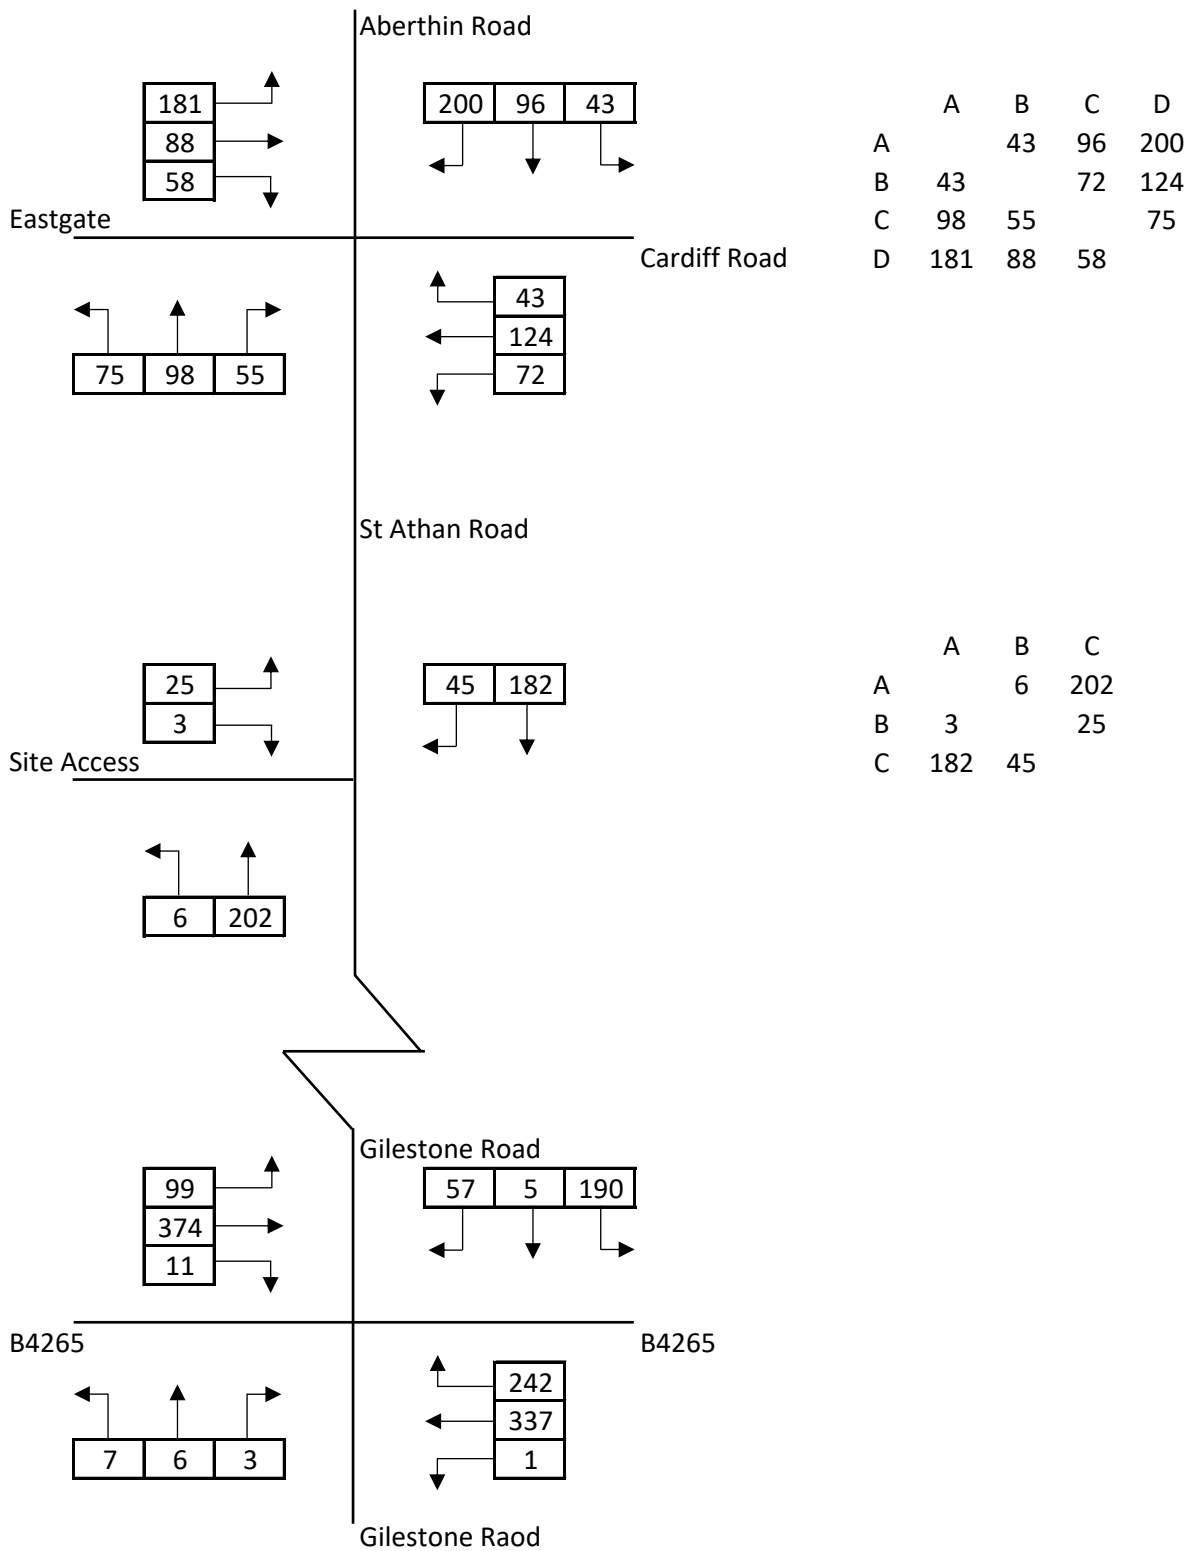 Aberthin Road
181
88
58
200 96 43
A B C D
A 43 96 200
B 43 72 124
C 98 55 75
D 181 88 58
Eastgate
Cardiff Road
75 98 55
43
124
72
St Athan Road
25
3
45 182
A B C
A 6 202
B 3 25
C 182 45
Site Access
6 202
Gilestone Road
99
374
11
57 5 190
B4265
B4265
7 6 3
242
337
1
Gilestone Raod